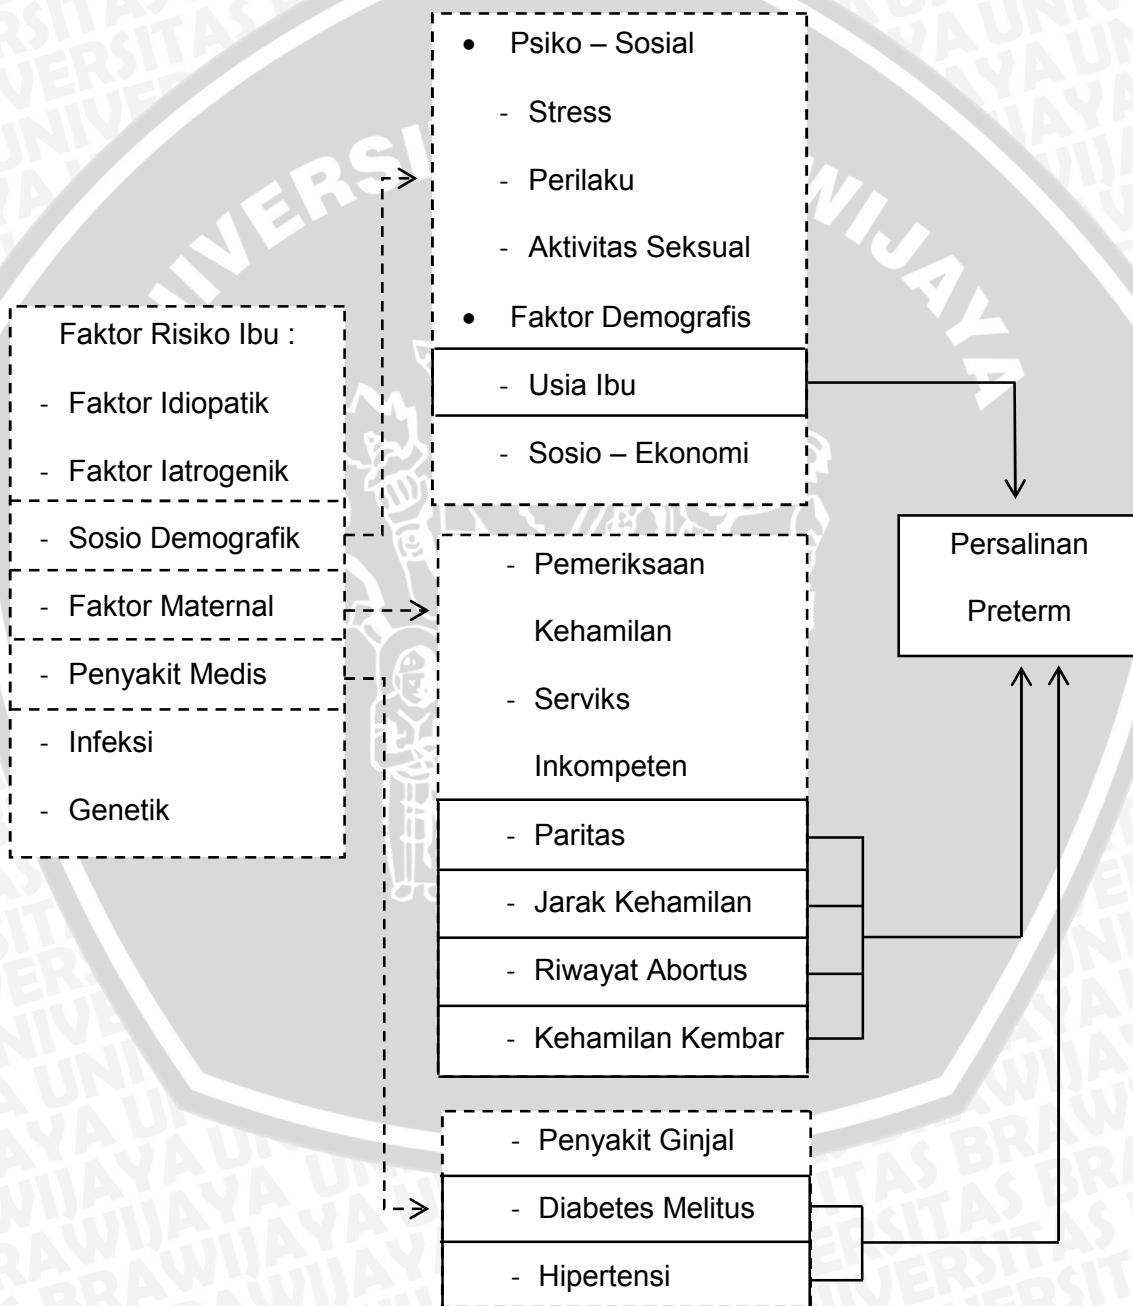 • Psiko – Sosial
- Stress
- Perilaku
- Aktivitas Seksual
• Faktor Demografis
- Usia Ibu
- Sosio – Ekonomi
Faktor Risiko Ibu :
- Faktor Idiopatik
- Faktor Iatrogenik
- Sosio Demografik
- Faktor Maternal
- Penyakit Medis
- Infeksi
- Genetik
- Pemeriksaan
Kehamilan
- Serviks
Inkompeten
- Paritas
- Jarak Kehamilan
- Riwayat Abortus
- Kehamilan Kembar
- Penyakit Ginjal
- Diabetes Melitus
- Hipertensi
Persalinan
Preterm